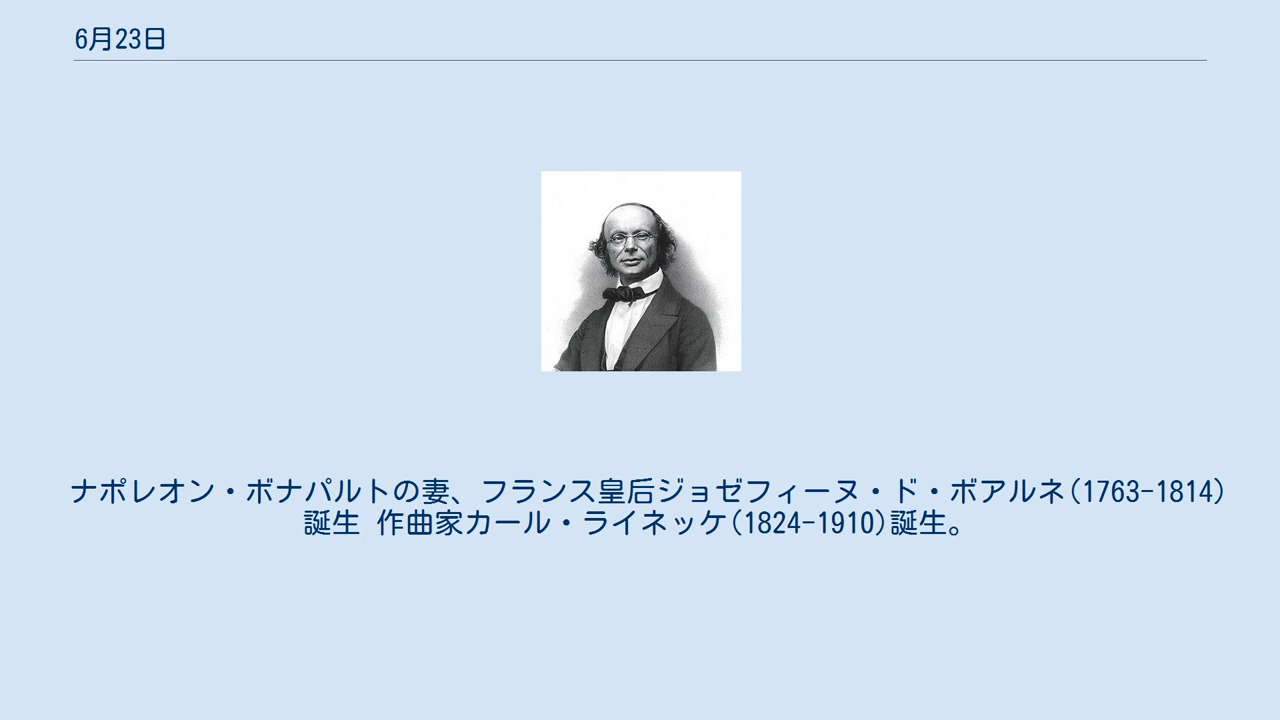 6月23日
ナポレオン・ボナパルトの妻、フランス皇后ジョゼフィーヌ・ド・ボアルネ(1763-1814)
誕生 作曲家カール・ライネッケ(1824-1910)誕生。